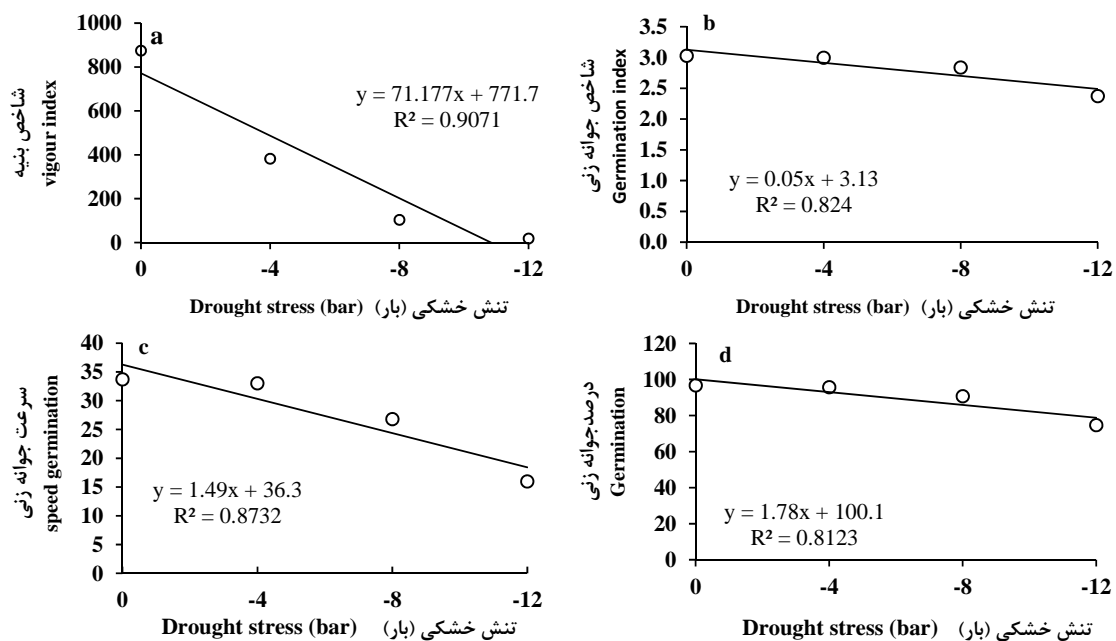 a
1000
800
600
400
200
0
0 -4 -8 -12
شاخص بنیه
vigour index
y = 71.177x + 771.7
R² = 0.9071
Drought stress (bar) تنش خشکی (بار)
b
3.5
3.0
2.5
2.0
1.5
1.0
0.5
0.0
0 -4 -8 -12
شاخص جوانه زنی
Germination index
y = 0.05x + 3.13
R² = 0.824
Drought stress (bar) تنش خشکی (بار)
c
40
35
30
25
20
15
10
5
0
0 -4 -8 -12
سرعت جوانه زنی
speed germination
y = 1.49x + 36.3
R² = 0.8732
Drought stress (bar) تنش خشکی (بار)
d
120
100
80
60
40
20
0
0 -4 -8 -12
درصدجوانه زنی
Germination
y = 1.78x + 100.1
R² = 0.8123
Drought stress (bar) تنش خشکی (بار)